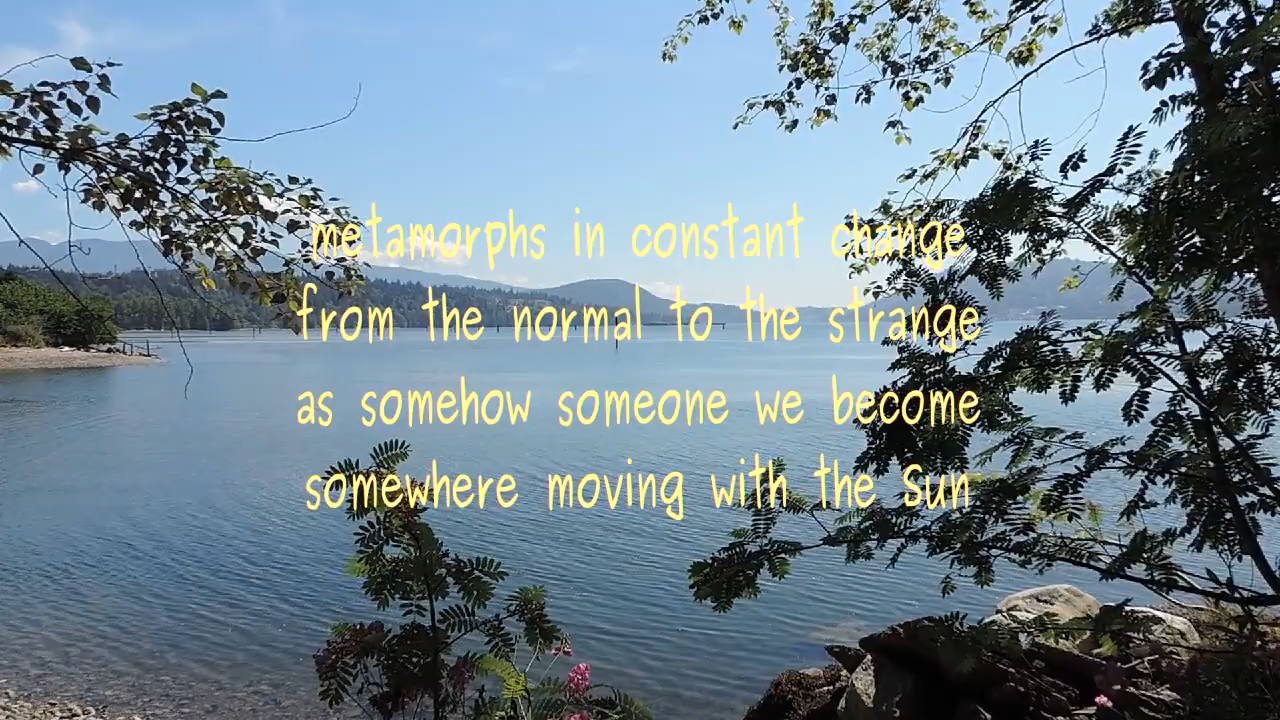 metamorphs in constant change
from the normal to the strange
as somehow someone we become
somewhere moving with the Sun